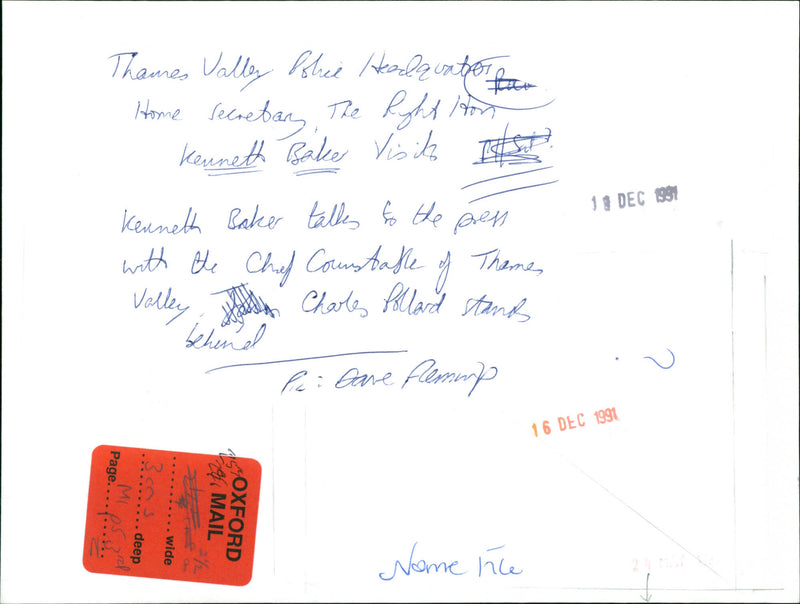 Thames Valley Police Headquarters
Home Secretary, The Right Hon
Kenneth Baker Visits
Kenneth Baker talks to the press
with the Chief Counstable of Thames
Valley. Charles Pollard stands
behind
Pic: Dave Fleming
11 DEC 1991
16 DEC 1991
OXFORD
MAIL
wide
deep
Page
Name File